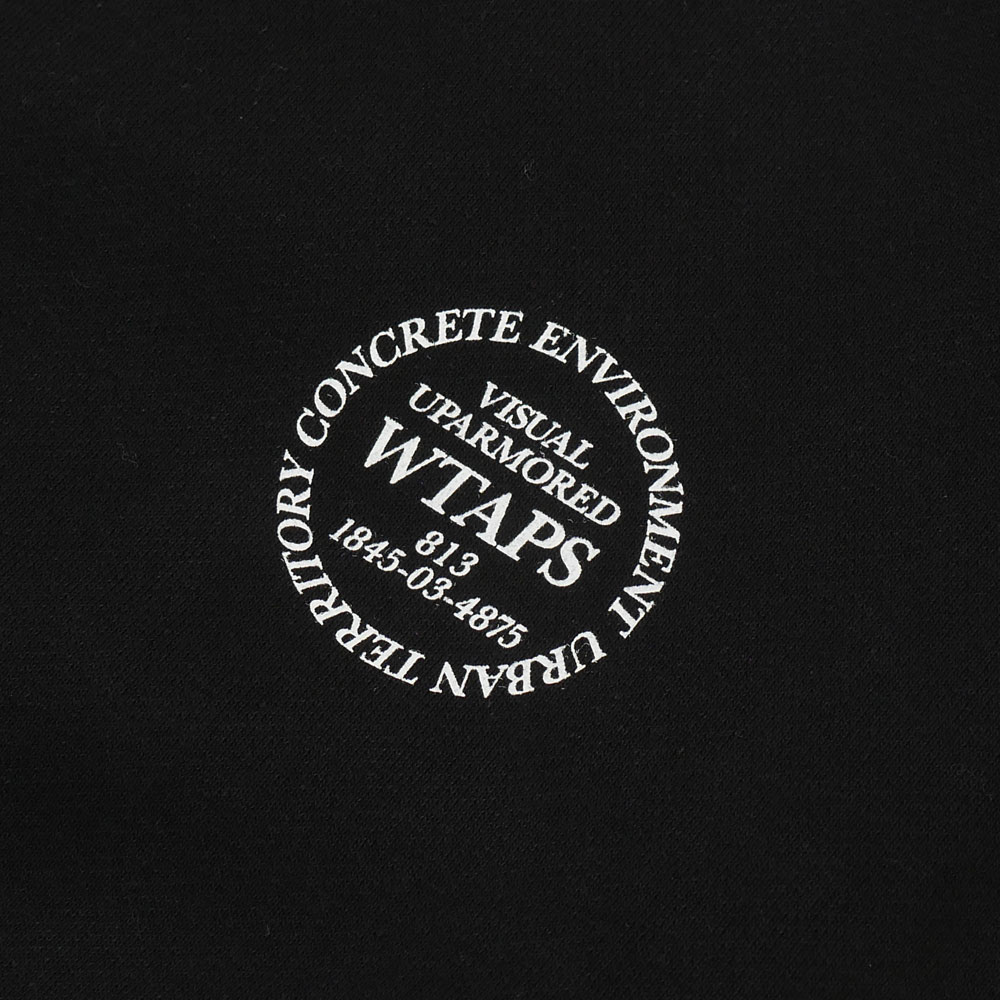 CONCRETE ENVIRONMENT URBAN TERRITORY
VISUAL
UPARMORED
WTAPS
813
1845-03-4875